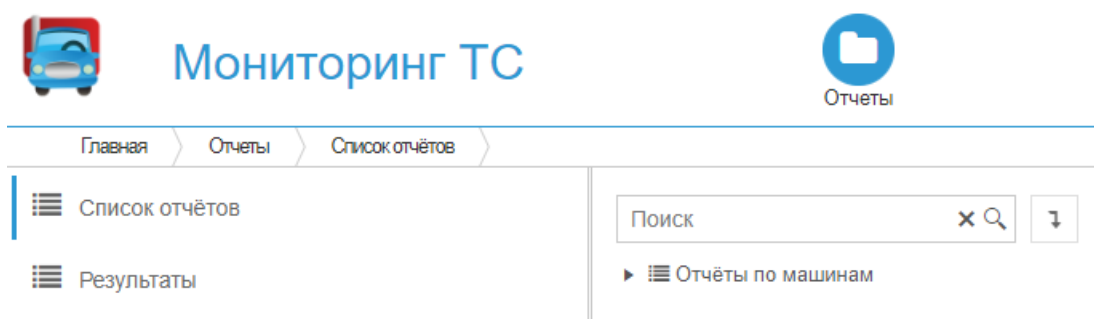 Мониторинг ТС
Отчеты
Главная
Отчеты
Список отчётов
Список отчётов
Результаты
Поиск
Отчёты по машинам